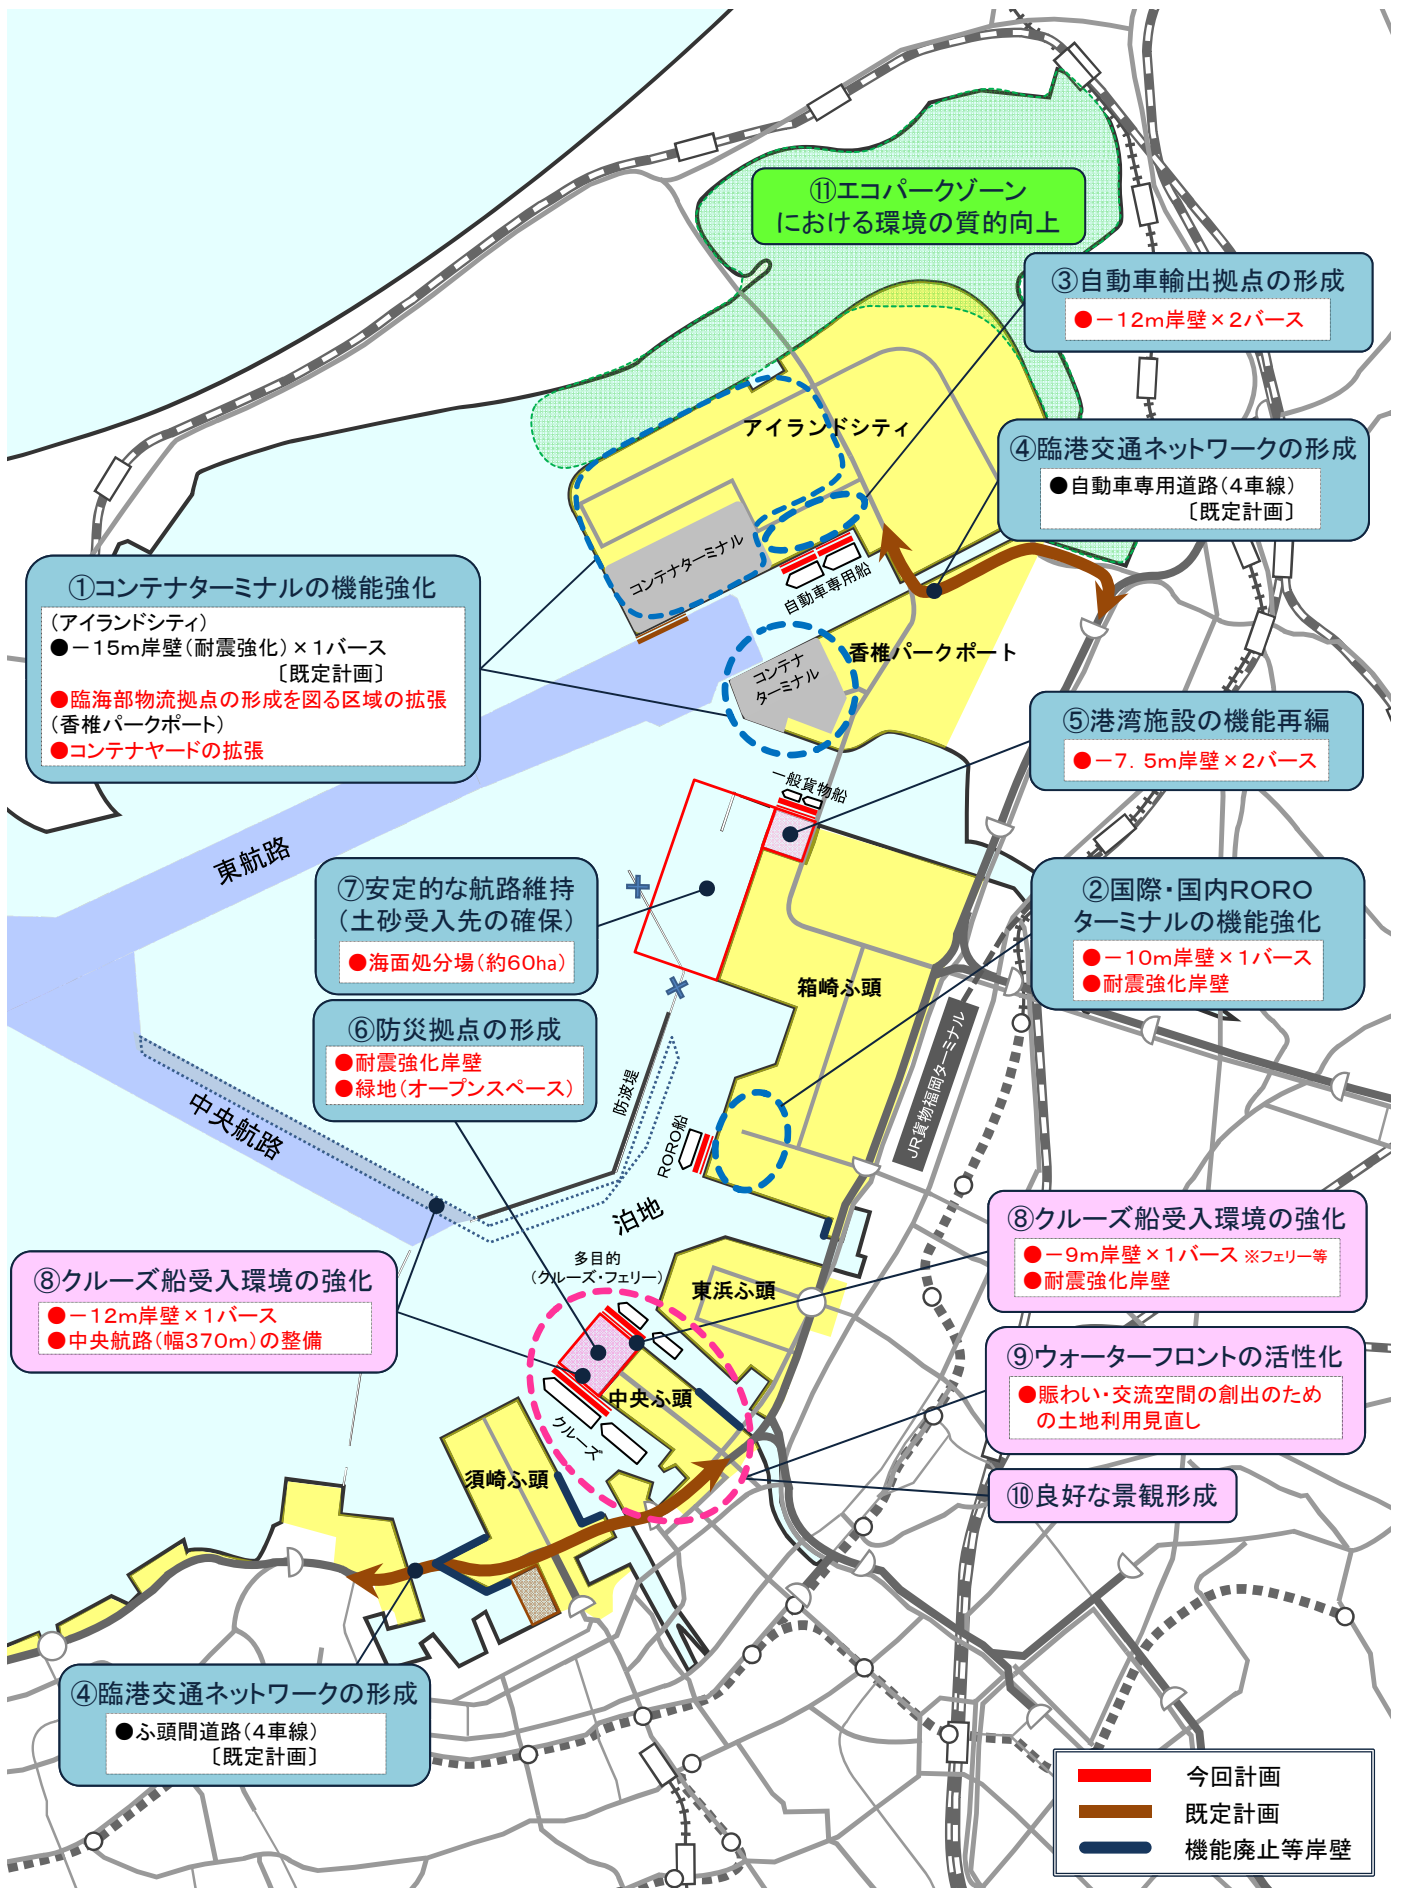 ⑪エコパークゾーン
における環境の質的向上
③自動車輸出拠点の形成
●－12m岸壁×2バース
アイランドシティ
④臨港交通ネットワークの形成
●自動車専用道路(4車線)
〔既定計画〕
コンテナターミナル
自動車専用船
①コンテナターミナルの機能強化
(アイランドシティ)
●－15m岸壁(耐震強化)×1バース
〔既定計画〕
●臨海部物流拠点の形成を図る区域の拡張
(香椎パークポート)
●コンテナヤードの拡張
香椎パークポート
コンテナ
ターミナル
⑤港湾施設の機能再編
●－7．5m岸壁×2バース
一般貨物船
東航路
⑦安定的な航路維持
(土砂受入先の確保)
●海面処分場(約60ha)
②国際・国内RORO
ターミナルの機能強化
●－10m岸壁×1バース
●耐震強化岸壁
箱崎ふ頭
⑥防災拠点の形成
●耐震強化岸壁
●緑地(オープンスペース)
JR貨物福岡ターミナル
防波堤
中央航路
RORO船
泊地
⑧クルーズ船受入環境の強化
●－9m岸壁×1バース ※フェリー等
●耐震強化岸壁
多目的
(クルーズ・フェリー)
東浜ふ頭
⑧クルーズ船受入環境の強化
●－12m岸壁×1バース
●中央航路(幅370m)の整備
⑨ウォーターフロントの活性化
●賑わい・交流空間の創出のため
の土地利用見直し
中央ふ頭
クルーズ
須崎ふ頭
⑩良好な景観形成
④臨港交通ネットワークの形成
●ふ頭間道路(4車線)
〔既定計画〕
今回計画
既定計画
機能廃止等岸壁